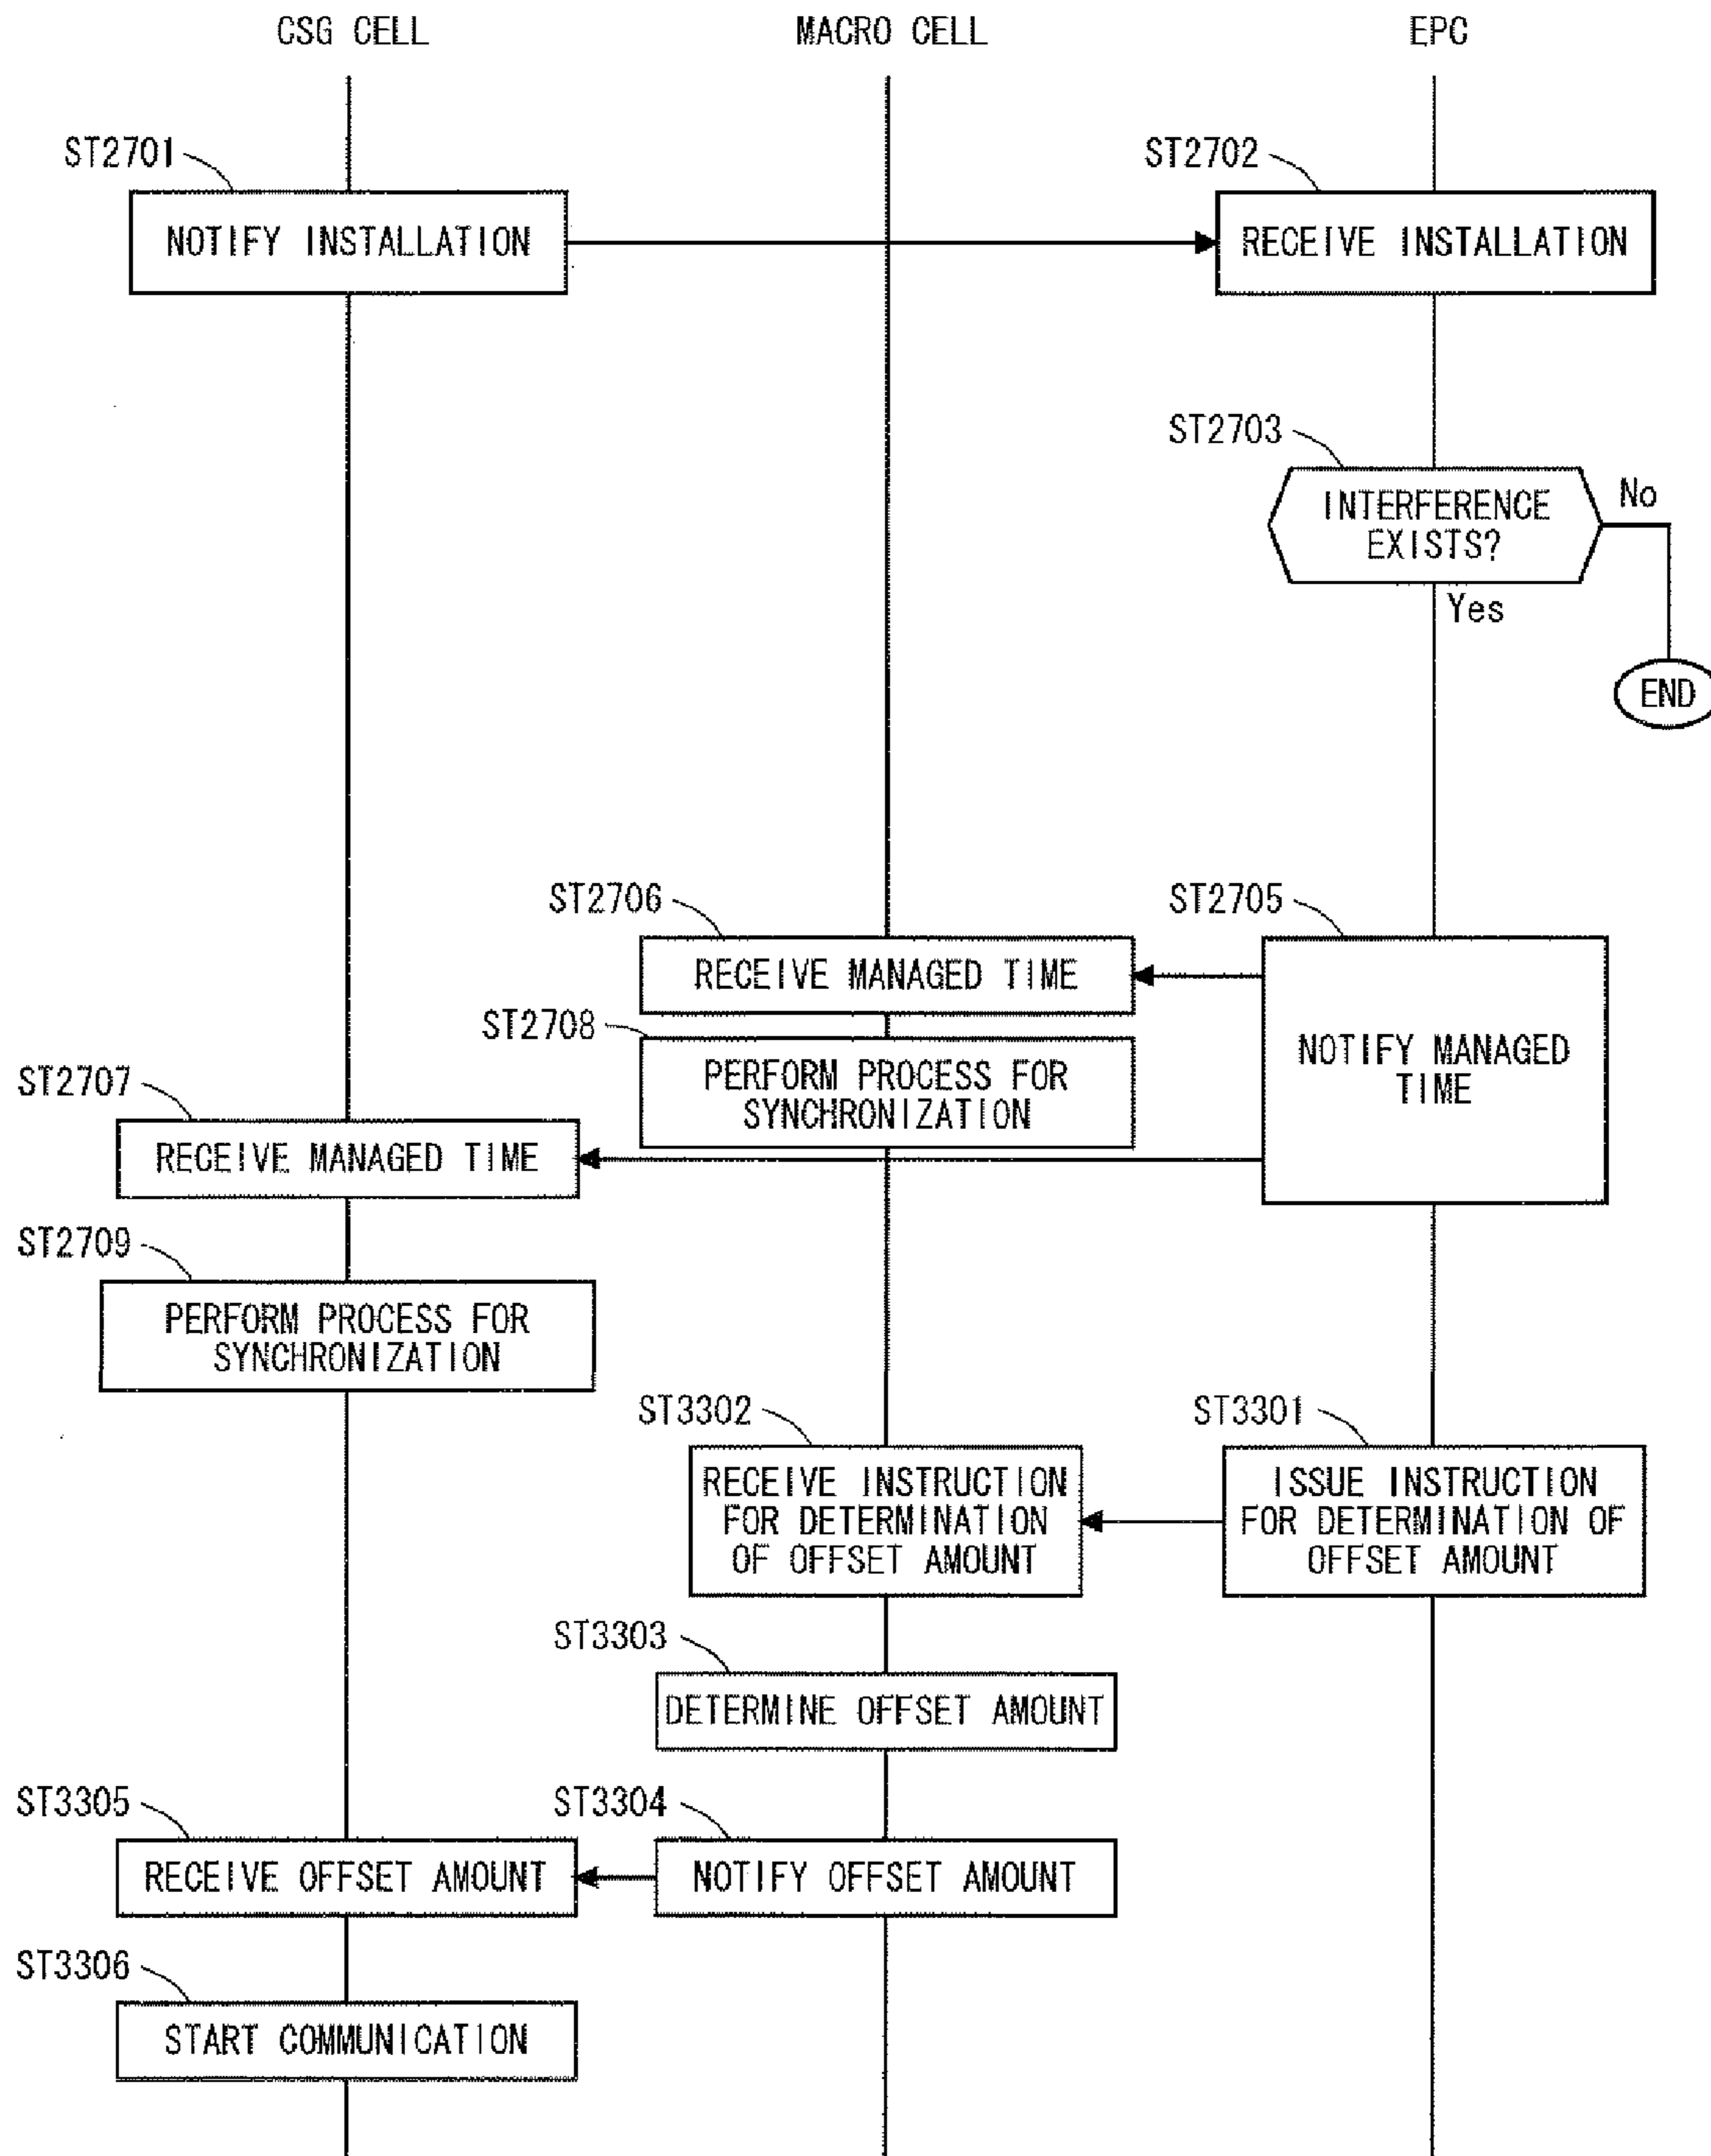 CSG CELL
MACRO CELL
EPC
ST2701
ST2702
NOTIFY INSTALLATION
RECEIVE INSTALLATION
ST2703
INTERFERENCE
EXISTS?
No
Yes
END
ST2706
ST2705
RECEIVE MANAGED TIME
NOTIFY MANAGED
TIME
ST2708
PERFORM PROCESS FOR
SYNCHRONIZATION
ST2707
RECEIVE MANAGED TIME
ST2709
PERFORM PROCESS FOR
SYNCHRONIZATION
ST3302
ST3301
RECEIVE INSTRUCTION
FOR DETERMINATION
OF OFFSET AMOUNT
ISSUE INSTRUCTION
FOR DETERMINATION OF
OFFSET AMOUNT
ST3303
DETERMINE OFFSET AMOUNT
ST3305
ST3304
RECEIVE OFFSET AMOUNT
NOTIFY OFFSET AMOUNT
ST3306
START COMMUNICATION